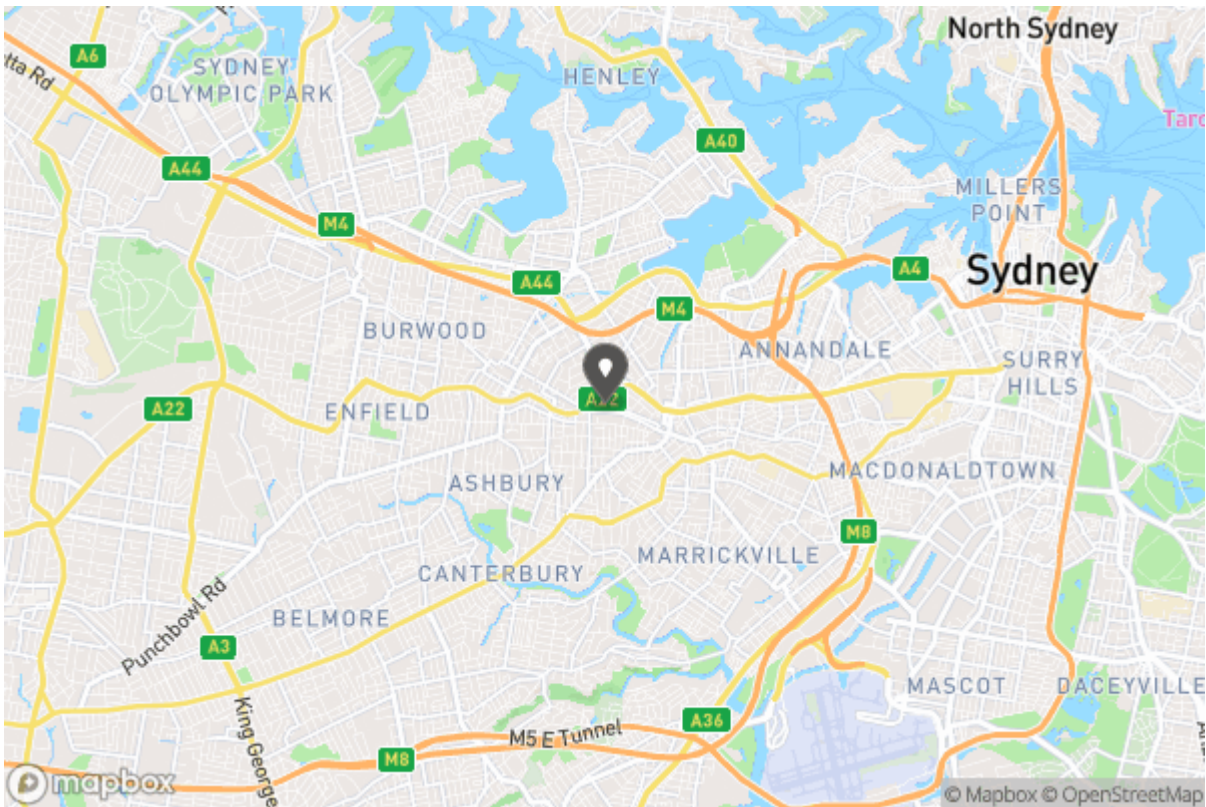 North Sydney
A6
tta Rd
SYDNEY
OLYMPIC PARK
HENLEY
Taro
A40
A44
MILLERS
POINT
M4
Sydney
A4
A44
M4
BURWOOD
ANNANDALE
SURRY
HILLS
A22
ENFIELD
ASHBURY
MACDONALDTOWN
M8
MARRICKVILLE
CANTERBURY
BELMORE
Punchbowl Rd
A3
MASCOT
DACEYVILLE
King George
A36
M5 E Tunnel
M8
mapbox
© Mapbox © OpenStreetMap